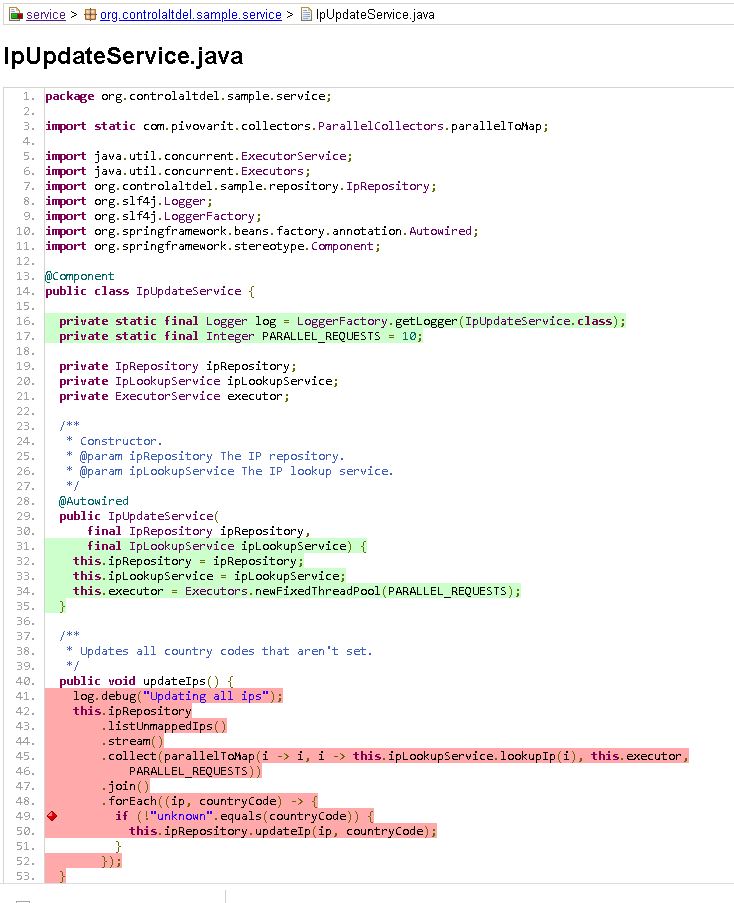 service > org.controlaltdel.sample.service > IpUpdateService.java
IpUpdateService.java
1. package org.controlaltdel.sample.service;
2.
3. import static com.pivovarit.collectors.ParallelCollectors.parallelToMap;
4.
5. import java.util.concurrent.ExecutorService;
6. import java.util.concurrent.Executors;
7. import org.controlaltdel.sample.repository.IpRepository;
8. import org.slf4j.Logger;
9. import org.slf4j.LoggerFactory;
10. import org.springframework.beans.factory.annotation.Autowired;
11. import org.springframework.stereotype.Component;
12.
13. @Component
14. public class IpUpdateService {
15.
16.   private static final Logger log = LoggerFactory.getLogger(IpUpdateService.class);
17.   private static final Integer PARALLEL_REQUESTS = 10;
18.
19.   private IpRepository ipRepository;
20.   private IpLookupService ipLookupService;
21.   private ExecutorService executor;
22.
23.   /**
24.    * Constructor.
25.    * @param ipRepository The IP repository.
26.    * @param ipLookupService The IP lookup service.
27.    */
28.   @Autowired
29.   public IpUpdateService(
30.       final IpRepository ipRepository,
31.       final IpLookupService ipLookupService) {
32.     this.ipRepository = ipRepository;
33.     this.ipLookupService = ipLookupService;
34.     this.executor = Executors.newFixedThreadPool(PARALLEL_REQUESTS);
35.   }
36.
37.   /**
38.    * Updates all country codes that aren't set.
39.    */
40.   public void updateIps() {
41.     log.debug("Updating all ips");
42.     this.ipRepository
43.         .listUnmappedIps()
44.         .stream()
45.         .collect(parallelToMap(i -> i, i -> this.ipLookupService.lookupIp(i), this.executor,
46.             PARALLEL_REQUESTS))
47.         .join()
48.         .forEach((ip, countryCode) -> {
49.           if (!"unknown".equals(countryCode)) {
50.             this.ipRepository.updateIp(ip, countryCode);
51.           }
52.         });
53.   }